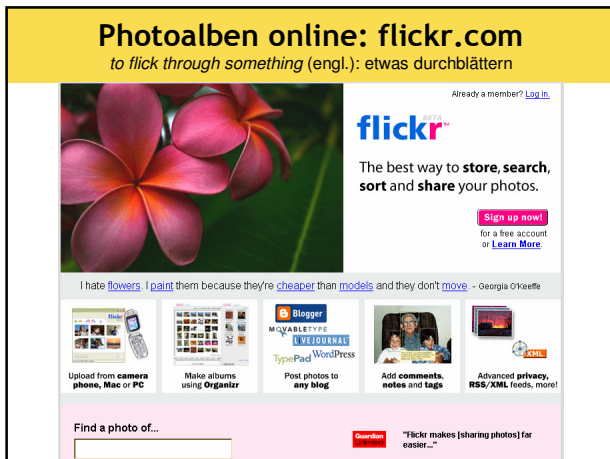 Photoalben online: flickr.com
to flick through something (engl.): etwas durchblättern
Already a member? Log in.
BETA
flickr™
The best way to store, search,
sort and share your photos.
Sign up now!
for a free account
or Learn More.
I hate flowers. I paint them because they're cheaper than models and they don't move. - Georgia O'Keeffe
flickr
Blogger
MOVABLETYPE
LIVEJOURNAL
TypePad WordPress
XML
Upload from camera
phone, Mac or PC
Make albums
using Organizr
Post photos to
any blog
Add comments,
notes and tags
Advanced privacy,
RSS/XML feeds, more!
Find a photo of...
Guardian
Unlimited
"Flickr makes [sharing photos] far
easier..."